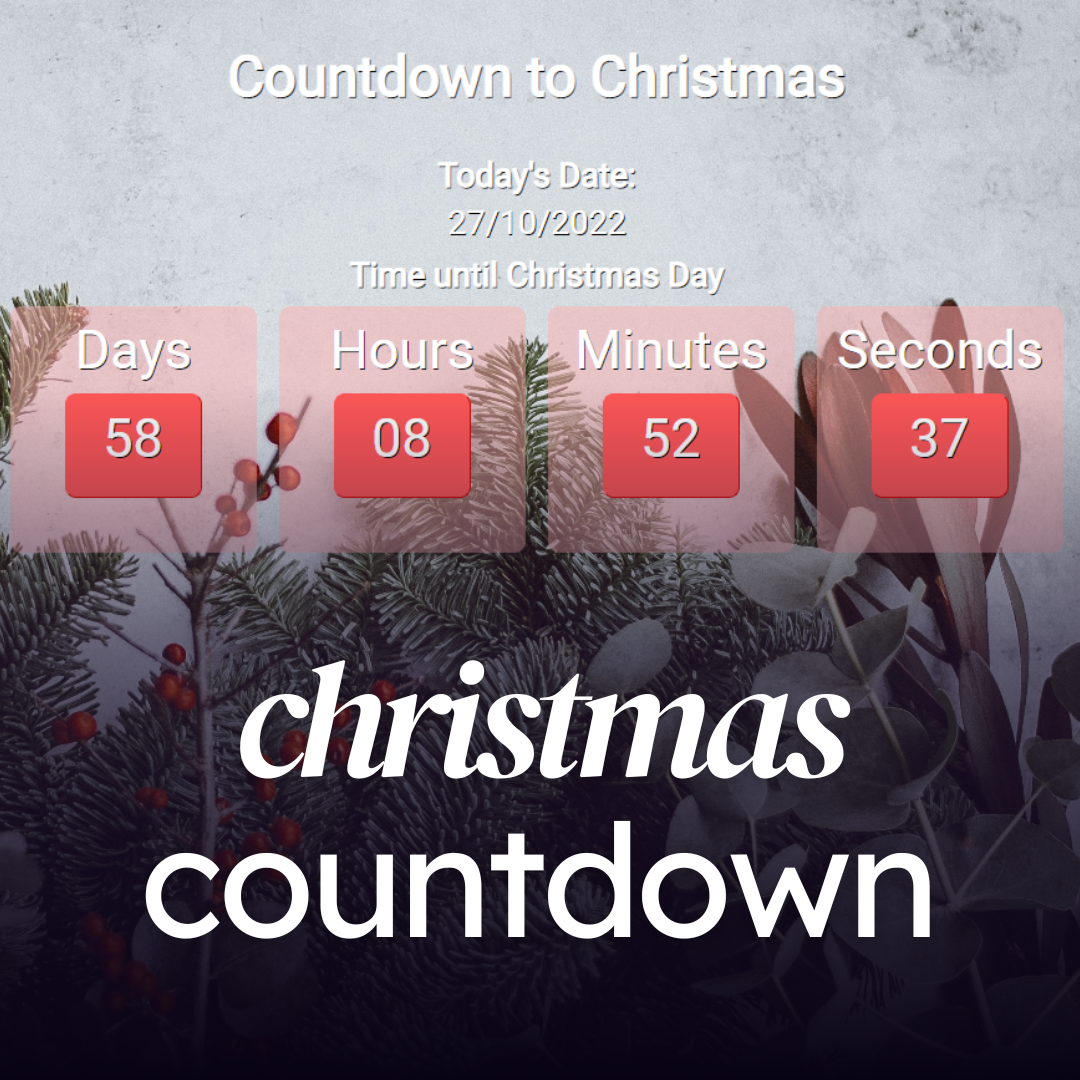 Countdown to Christmas
Today's Date:
27/10/2022
Time until Christmas Day
Days Hours Minutes Seconds
58 08 52 37
christmas
countdown